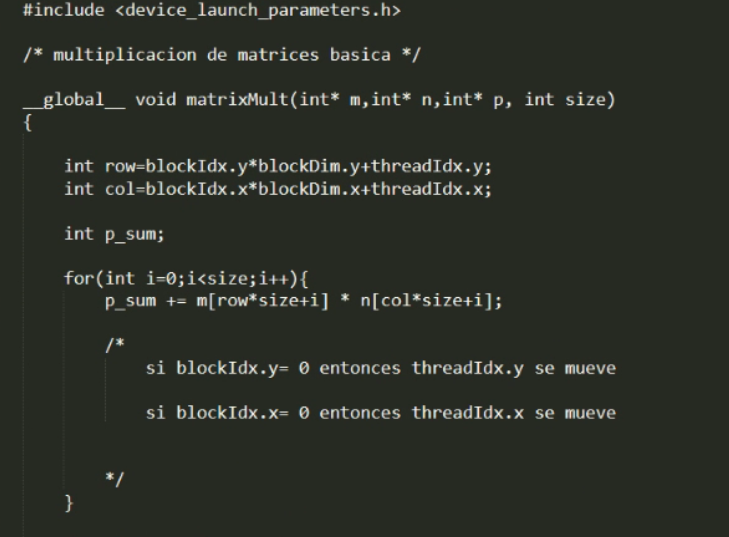 #include <device_launch_parameters.h>
/* multiplicacion de matrices basica */
__global__ void matrixMult(int* m,int* n,int* p, int size)
{
int row=blockIdx.y*blockDim.y+threadIdx.y;
int col=blockIdx.x*blockDim.x+threadIdx.x;
int p_sum;
for(int i=0;i<size;i++){
p_sum += m[row*size+i] * n[col*size+i];
/*
si blockIdx.y= 0 entonces threadIdx.y se mueve
si blockIdx.x= 0 entonces threadIdx.x se mueve
*/
}